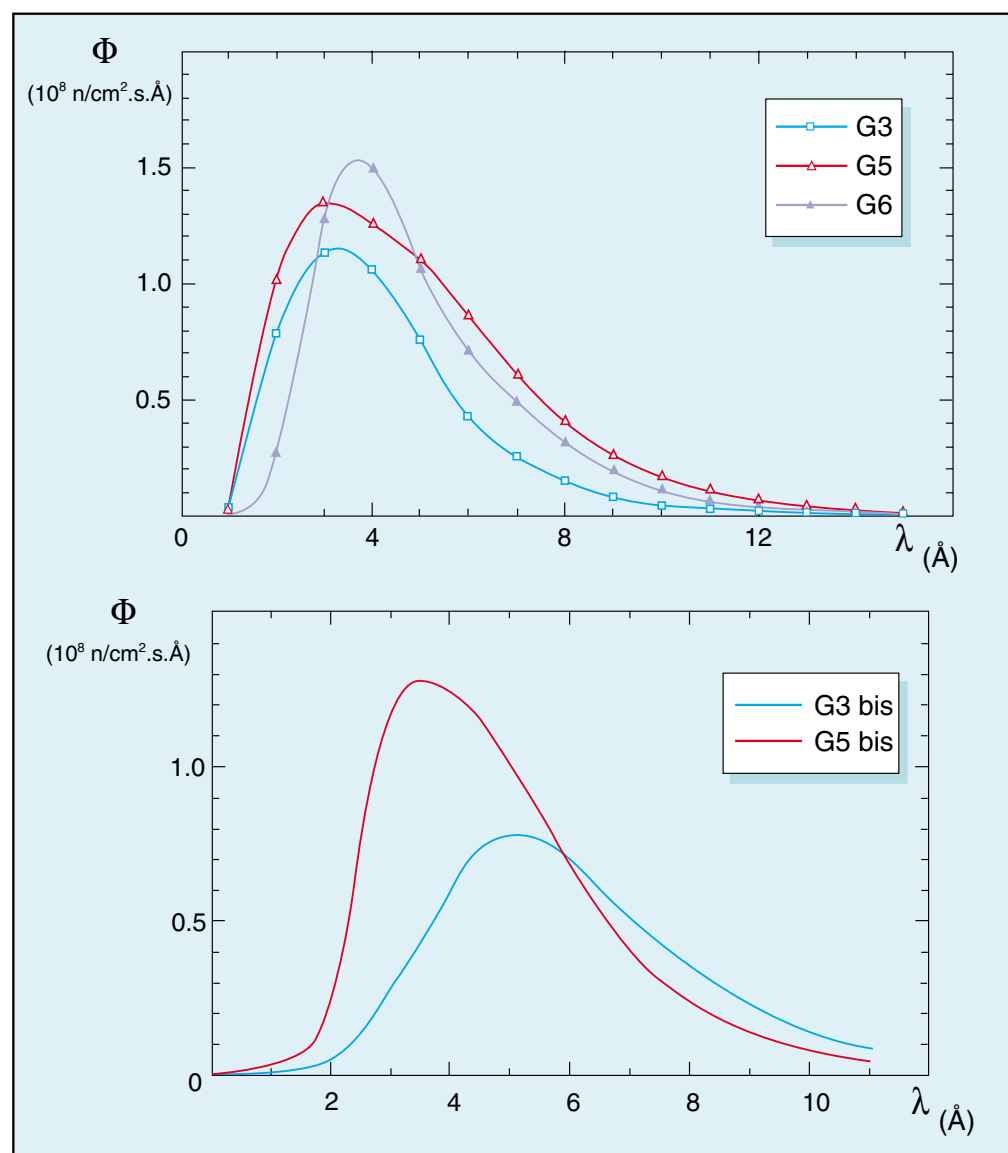 Φ
(10⁸ n/cm².s.Å)
G3
G5
G6
1.5
1.0
0.5
0 4 8 12 λ (Å)
Φ
(10⁸ n/cm².s.Å)
G3 bis
G5 bis
1.0
0.5
0
2 4 6 8 10 λ (Å)